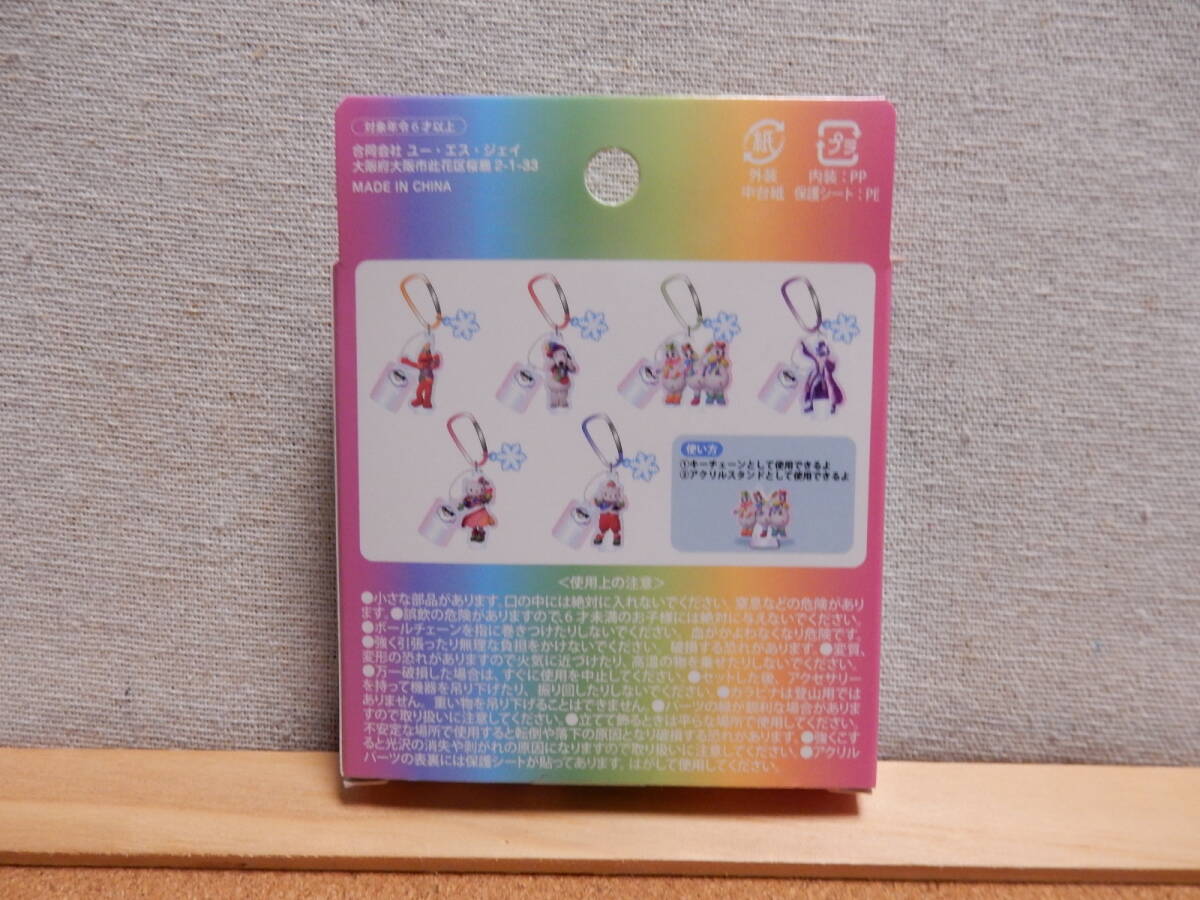 対象年令6才以上
合同会社 ユー・エス・ジェイ
大阪府大阪市此花区桜島2-1-33
MADE IN CHINA
紙
外装
中台紙
プラ
内装：PP
保護シート：PE
使い方
①キーチェーンとして使用できるよ
②アクリルスタンドとして使用できるよ
＜使用上の注意＞
●小さな部品があります。口の中には絶対に入れないでください。窒息などの危険があり
ます。●誤飲の危険がありますので、6才未満のお子様には絶対に与えないでください。
●ボールチェーンを指に巻きつけたりしないでください。血がかよわなくなり危険です。
●強く引張ったり無理な負担をかけないでください。破損する恐れがあります。●変質、
変形の恐れがありますので火気に近づけたり、高温の物を乗せたりしないでください。
●万一破損した場合は、すぐに使用を中止してください。●セットした後、アクセサリー
を持って機器を吊り下げたり、振り回したりしないでください。●カラビナは登山用では
ありません。重い物を吊り下げることはできません。●パーツの縁が鋭利な場合があり
ますので取り扱いに注意してください。●立てて飾るときは平らな場所で使用してください。
不安定な場所で使用すると転倒や落下の原因となり破損する恐れがあります。●強くこす
ると光沢の消失や剥がれの原因になりますので取り扱いに注意してください。●アクリル
パーツの表裏には保護シートが貼ってあります。はがして使用してください。